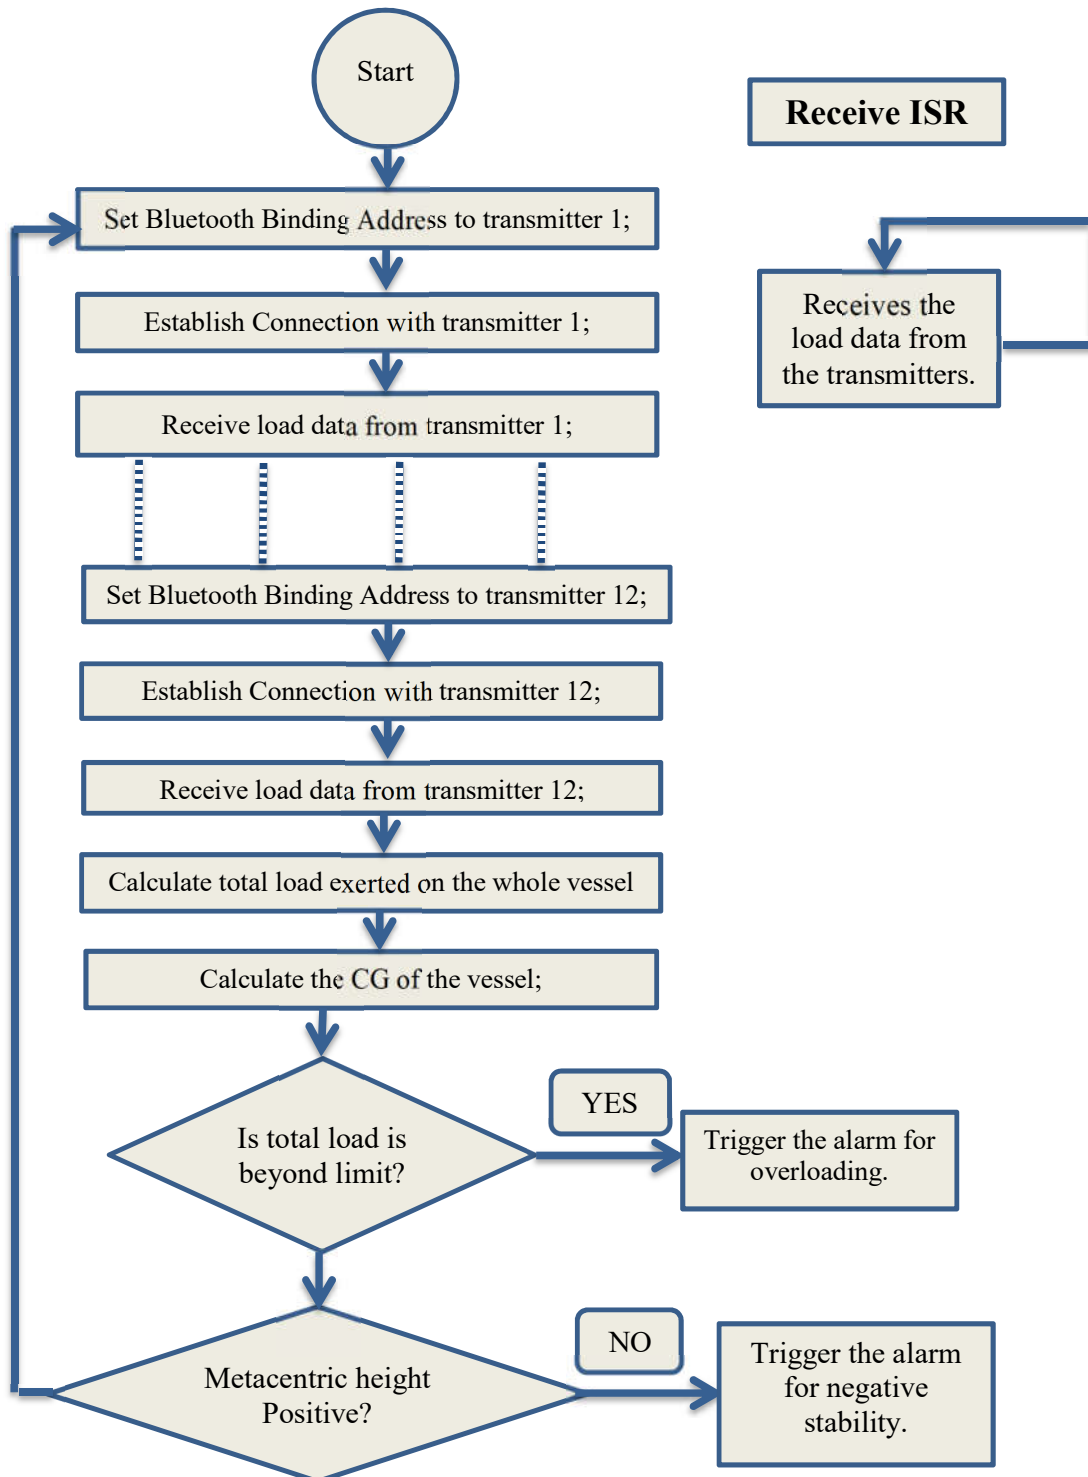 Start
Receive ISR
Set Bluetooth Binding Address to transmitter 1;
Establish Connection with transmitter 1;
Receives the
load data from
the transmitters.
Receive load data from transmitter 1;
Set Bluetooth Binding Address to transmitter 12;
Establish Connection with transmitter 12;
Receive load data from transmitter 12;
Calculate total load exerted on the whole vessel
Calculate the CG of the vessel;
Is total load is
beyond limit?
YES
Trigger the alarm for
overloading.
Metacentric height
Positive?
NO
Trigger the alarm
for negative
stability.